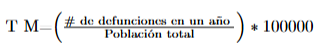 T M=(# de defunciones en un año / Población total) * 100000